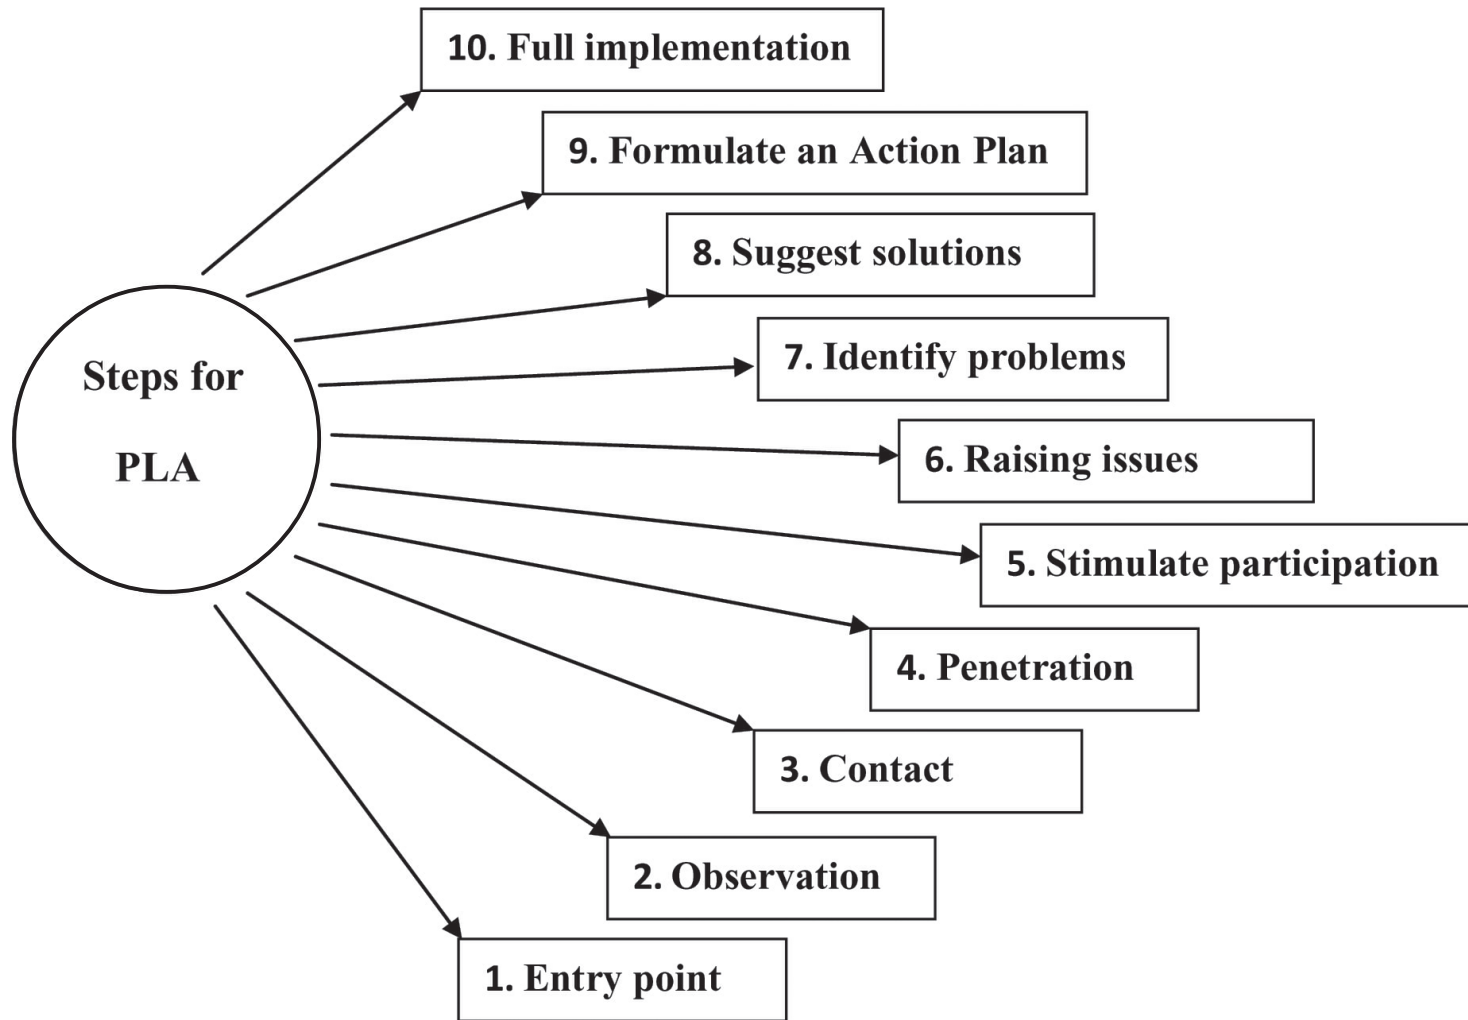 10. Full implementation
9. Formulate an Action Plan
8. Suggest solutions
7. Identify problems
Steps for
PLA
6. Raising issues
5. Stimulate participation
4. Penetration
3. Contact
2. Observation
1. Entry point